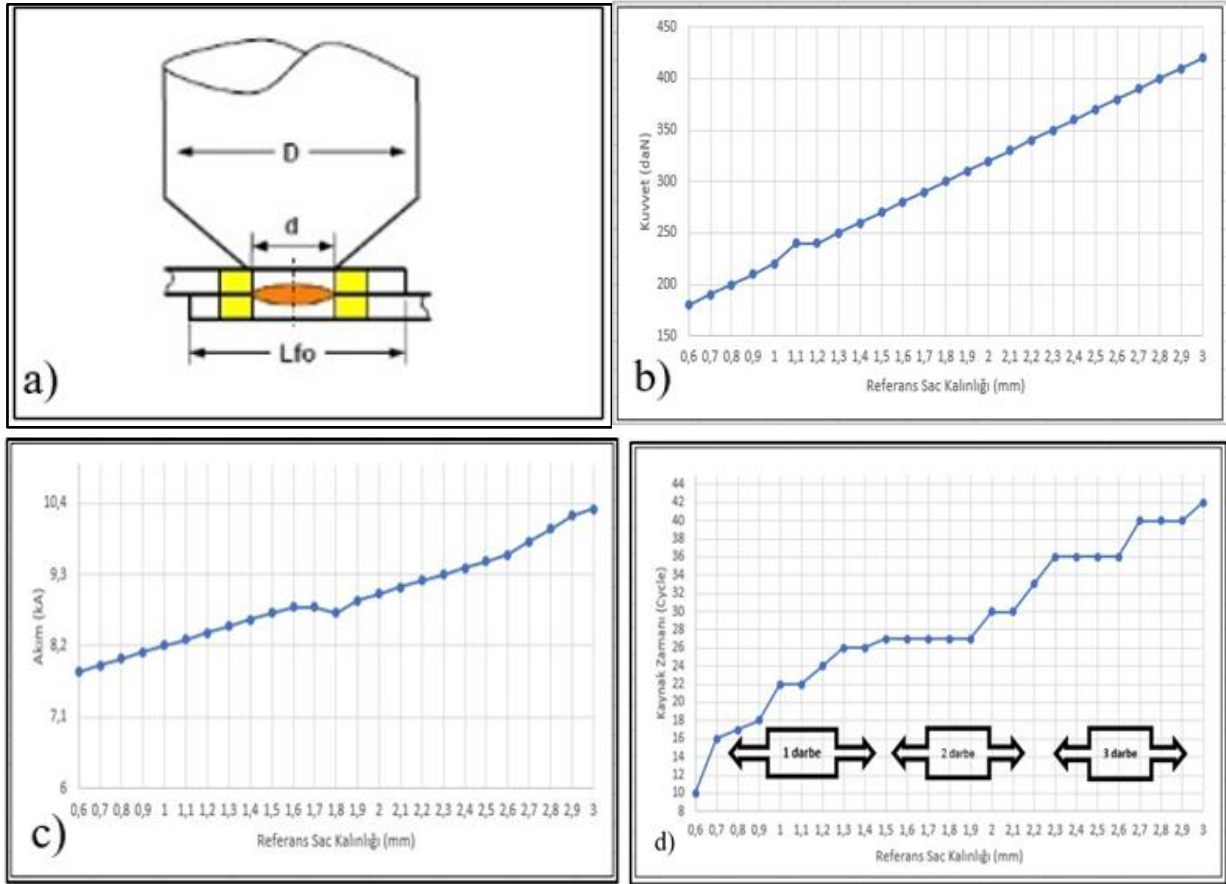 D
d
Lfo
a)
450
400
350
300
250
200
150
Kuvvet (daN)
0,6 0,7 0,8 0,9 1 1,1 1,2 1,3 1,4 1,5 1,6 1,7 1,8 1,9 2 2,1 2,2 2,3 2,4 2,5 2,6 2,7 2,8 2,9 3
Referans Sac Kalınlığı (mm)
b)
10,4
9,3
8,2
7,1
6
Akım (kA)
0,6 0,7 0,8 0,9 1 1,1 1,2 1,3 1,4 1,5 1,6 1,7 1,8 1,9 2 2,1 2,2 2,3 2,4 2,5 2,6 2,7 2,8 2,9 3
Referans Sac Kalınlığı (mm)
c)
44
42
40
38
36
34
32
30
28
26
24
22
20
18
16
14
12
10
8
Kaynak Zamanı (Cycle)
1 darbe
2 darbe
3 darbe
0,6 0,7 0,8 0,9 1 1,1 1,2 1,3 1,4 1,5 1,6 1,7 1,8 1,9 2 2,1 2,2 2,3 2,4 2,5 2,6 2,7 2,8 2,9 3
Referans Sac Kalınlığı (mm)
d)